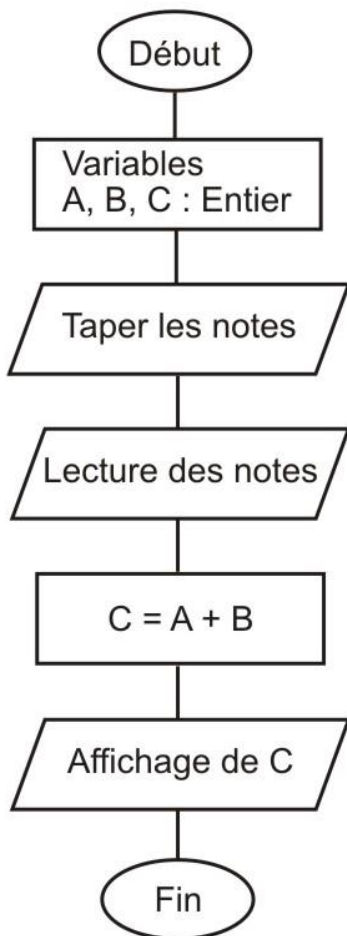 Début
Variables
A, B, C : Entier
Taper les notes
Lecture des notes
C = A + B
Affichage de C
Fin